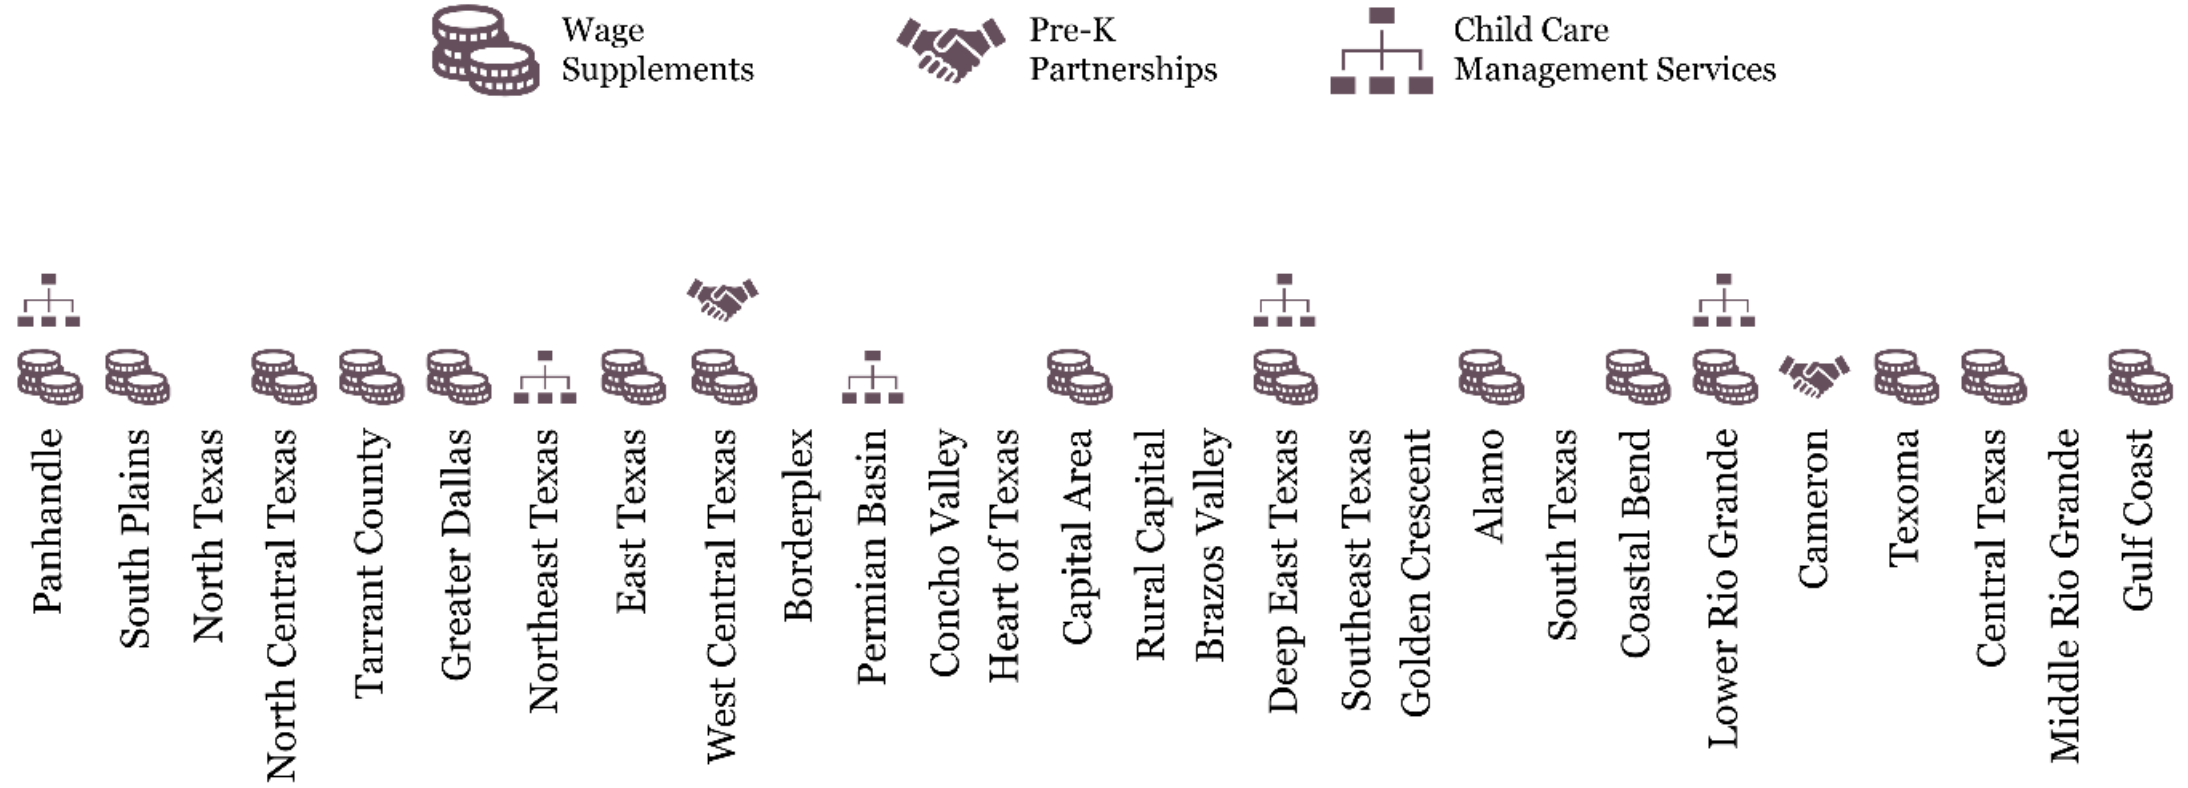 Wage
Supplements
Pre-K
Partnerships
Child Care
Management Services
Panhandle
South Plains
North Texas
North Central Texas
Tarrant County
Greater Dallas
Northeast Texas
East Texas
West Central Texas
Borderplex
Permian Basin
Concho Valley
Heart of Texas
Capital Area
Rural Capital
Brazos Valley
Deep East Texas
Southeast Texas
Golden Crescent
Alamo
South Texas
Coastal Bend
Lower Rio Grande
Cameron
Texoma
Central Texas
Middle Rio Grande
Gulf Coast